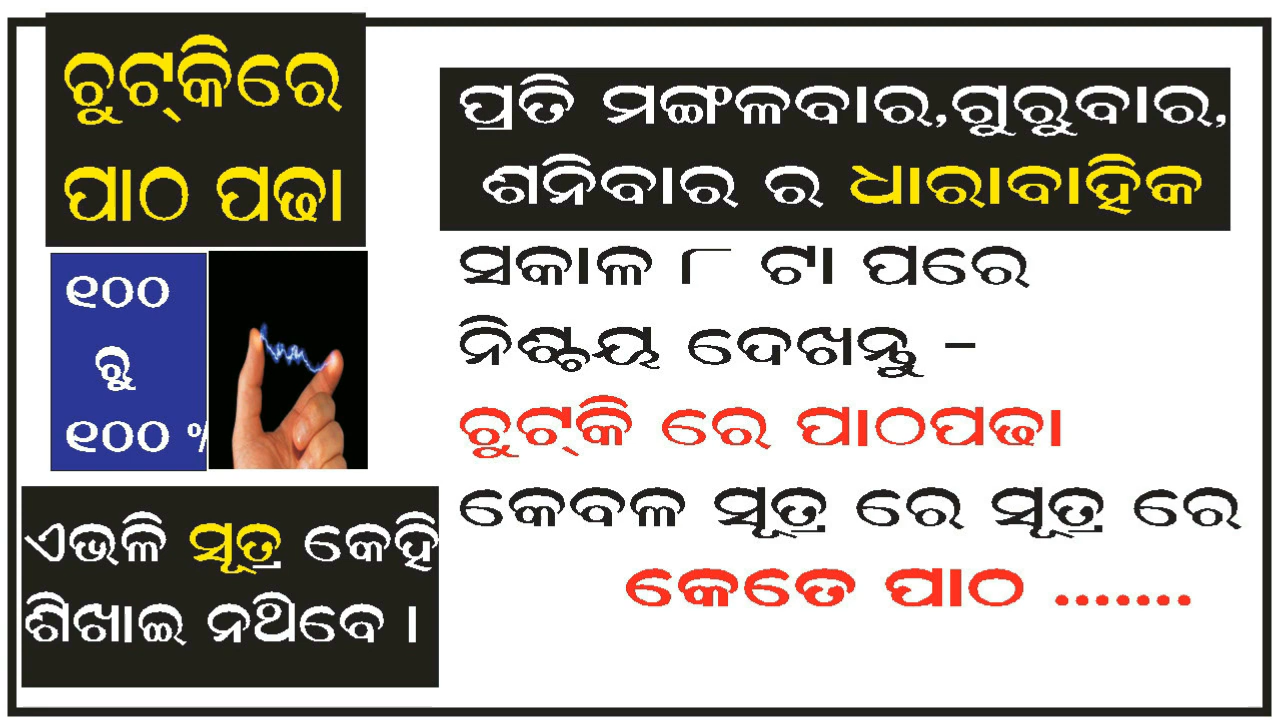 ଚୁଟ୍‌କିରେ
ପାଠ ପଢା
୧୦୦
ରୁ
୧୦୦ %
ଏଭଳି ସୂତ୍ର କେହି
ଶିଖାଇ ନଥିବେ ।
ପ୍ରତି ମଙ୍ଗଳବାର,ଗୁରୁବାର,
ଶନିବାର ର ଧାରାବାହିକ
ସକାଳ ୮ ଟା ପରେ
ନିଶ୍ଚୟ ଦେଖନ୍ତୁ –
ଚୁଟ୍‌କି ରେ ପାଠପଢା
କେବଳ ସୂତ୍ର ରେ ସୂତ୍ର ରେ
କେତେ ପାଠ .......